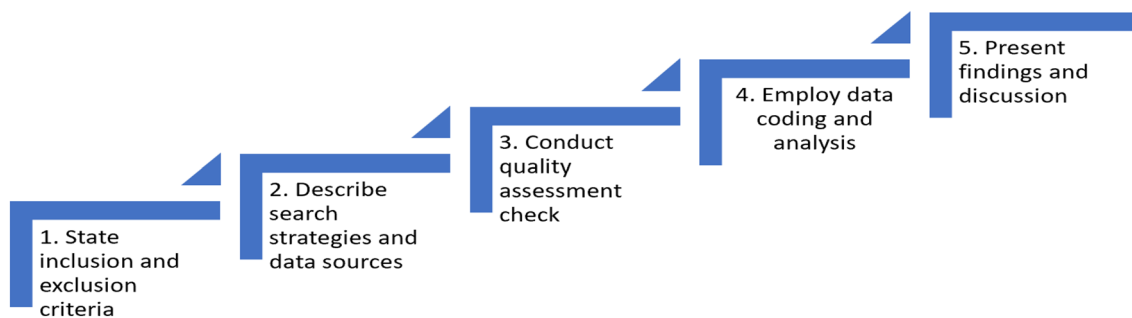 1. State
inclusion and
exclusion
criteria
2. Describe
search
strategies and
data sources
3. Conduct
quality
assessment
check
4. Employ data
coding and
analysis
5. Present
findings and
discussion